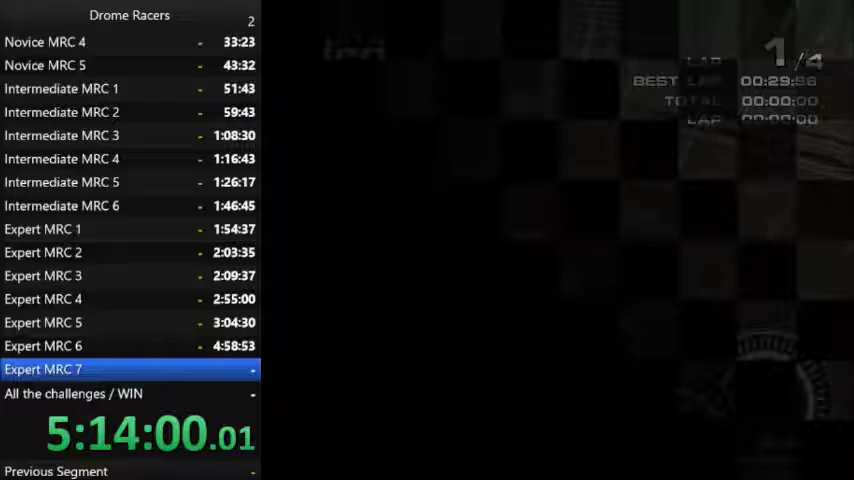 Drome Racers
2
Novice MRC 4 - 33:23
Novice MRC 5 - 43:32
Intermediate MRC 1 - 51:43
Intermediate MRC 2 - 59:43
Intermediate MRC 3 - 1:08:30
Intermediate MRC 4 - 1:16:43
Intermediate MRC 5 - 1:26:17
Intermediate MRC 6 - 1:46:45
Expert MRC 1 - 1:54:37
Expert MRC 2 - 2:03:35
Expert MRC 3 - 2:09:37
Expert MRC 4 - 2:55:00
Expert MRC 5 - 3:04:30
Expert MRC 6 - 4:58:53
Expert MRC 7 -
All the challenges / WIN -
5:14:00.01
Previous Segment -
LAP 1/4
BEST LAP 00:29:86
TOTAL 00:00:00
LAP 00:00:00